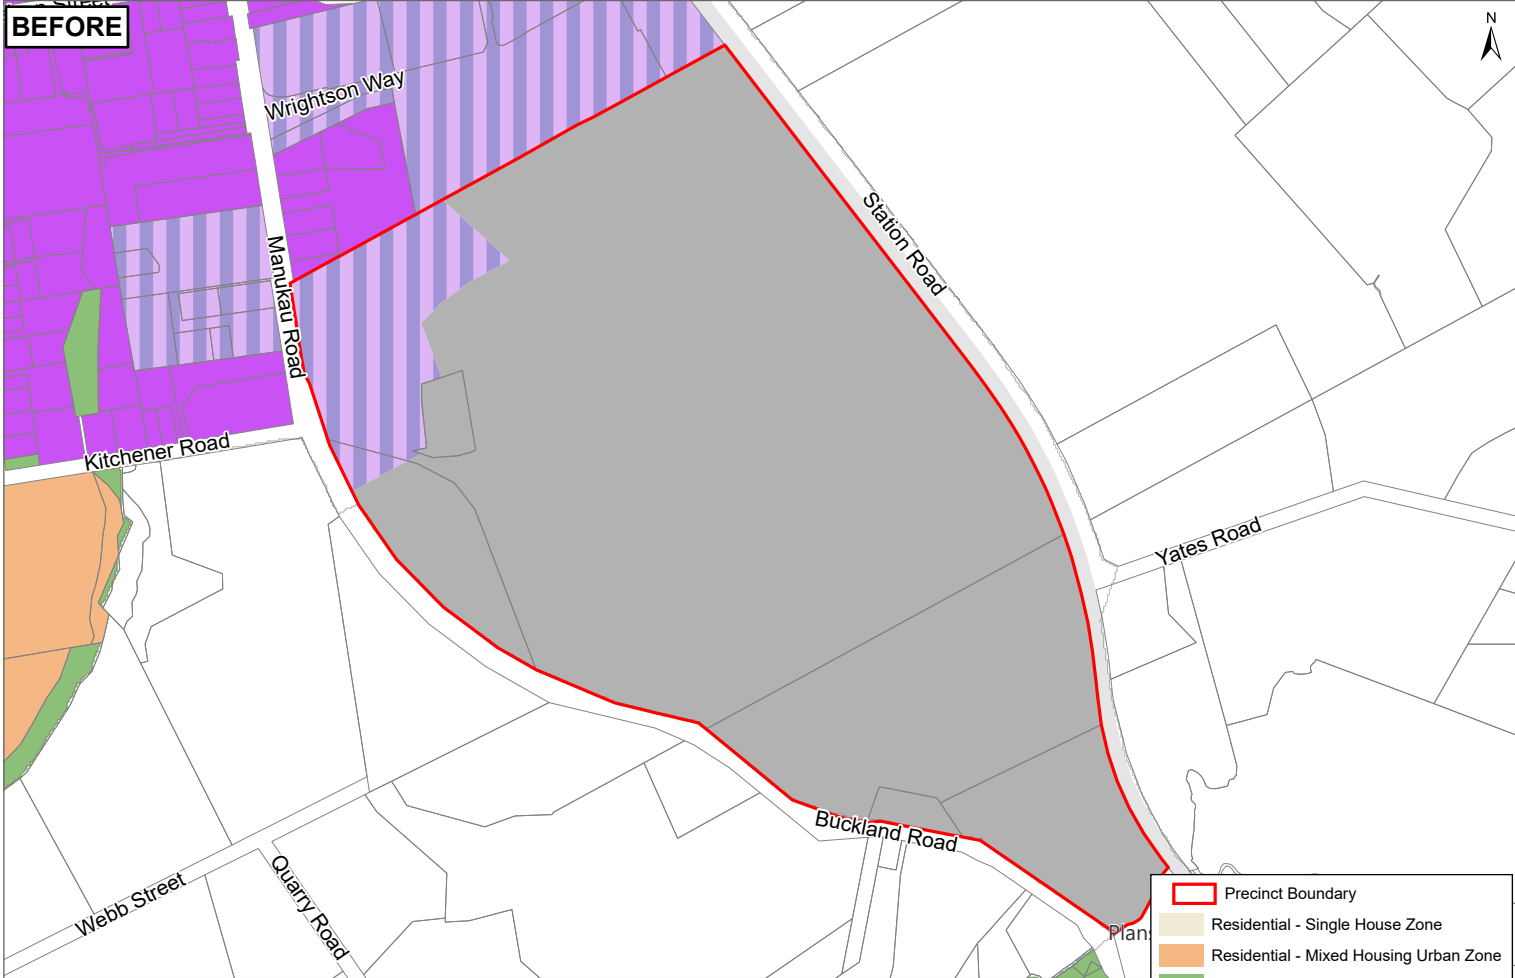 BEFORE
N
Wrightson Way
Station Road
Manukau Road
Kitchener Road
Yates Road
Buckland Road
Webb Street
Quarry Road
Plans
Precinct Boundary
Residential - Single House Zone
Residential - Mixed Housing Urban Zone